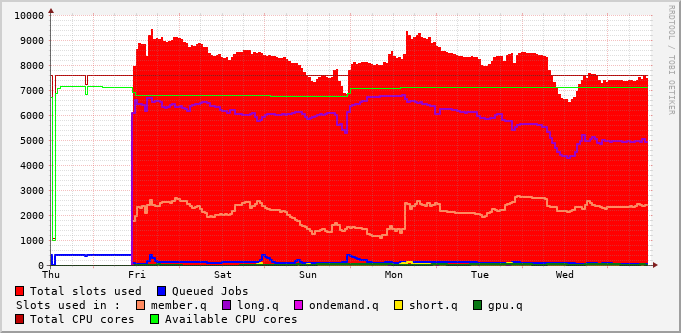 10000
9000
8000
7000
6000
5000
4000
3000
2000
1000
0
Thu Fri Sat Sun Mon Tue Wed
RRDTOOL / TOBI OETIKER
Total slots used Queued Jobs
Slots used in : member.q long.q ondemand.q short.q gpu.q
Total CPU cores Available CPU cores